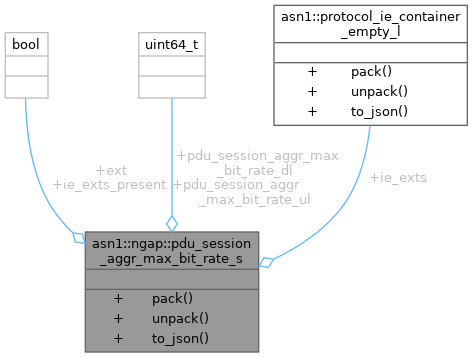 asn1::protocol_ie_container
_empty_l
+ pack()
+ unpack()
+ to_json()
bool
uint64_t
+ext
+ie_exts_present
+pdu_session_aggr_max
_bit_rate_dl
+pdu_session_aggr
_max_bit_rate_ul
+ie_exts
asn1::ngap::pdu_session
_aggr_max_bit_rate_s
+ pack()
+ unpack()
+ to_json()